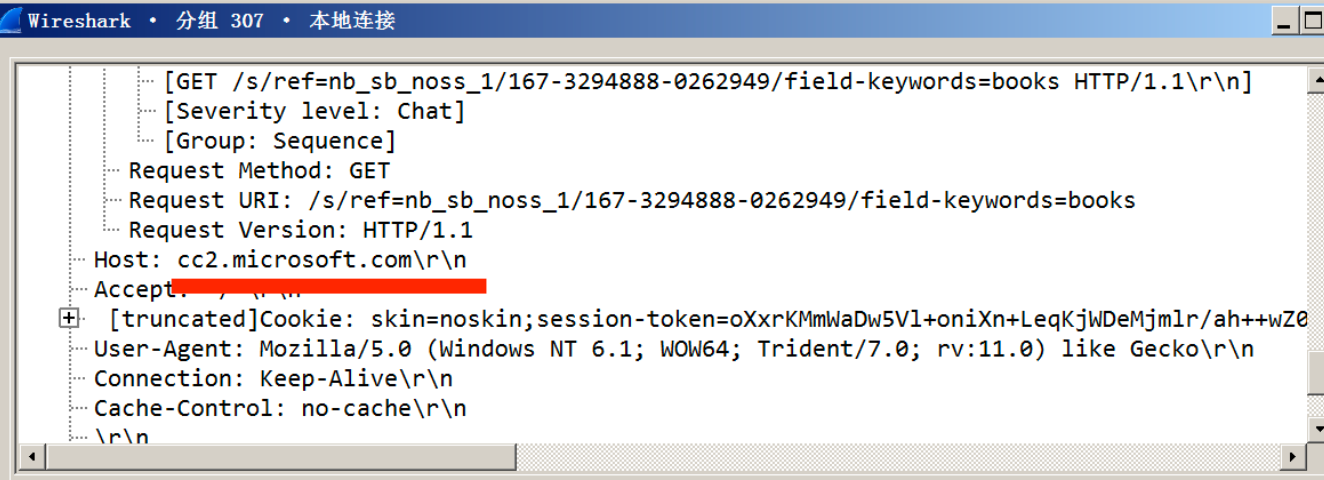 Wireshark · 分组 307 · 本地连接
[GET /s/ref=nb_sb_noss_1/167-3294888-0262949/field-keywords=books HTTP/1.1\r\n]
[Severity level: Chat]
[Group: Sequence]
Request Method: GET
Request URI: /s/ref=nb_sb_noss_1/167-3294888-0262949/field-keywords=books
Request Version: HTTP/1.1
Host: cc2.microsoft.com\r\n
Accept:
[truncated]Cookie: skin=noskin;session-token=oXxrKMmWaDw5Vl+oniXn+LeqKjWDeMjmlr/ah++wZ0
User-Agent: Mozilla/5.0 (Windows NT 6.1; WOW64; Trident/7.0; rv:11.0) like Gecko\r\n
Connection: Keep-Alive\r\n
Cache-Control: no-cache\r\n
\r\n